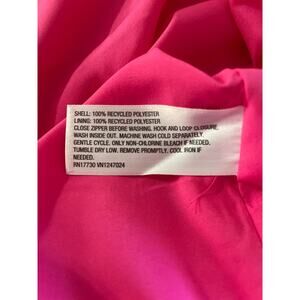 SHELL: 100% RECYCLED POLYESTER
LINING: 100% RECYCLED POLYESTER
CLOSE ZIPPER BEFORE WASHING. HOOK AND LOOP CLOSURE.
WASH INSIDE OUT. MACHINE WASH COLD SEPARATELY.
GENTLE CYCLE. ONLY NON-CHLORINE BLEACH IF NEEDED.
TUMBLE DRY LOW. REMOVE PROMPTLY. COOL IRON IF
NEEDED.
RN17730 VN1247024